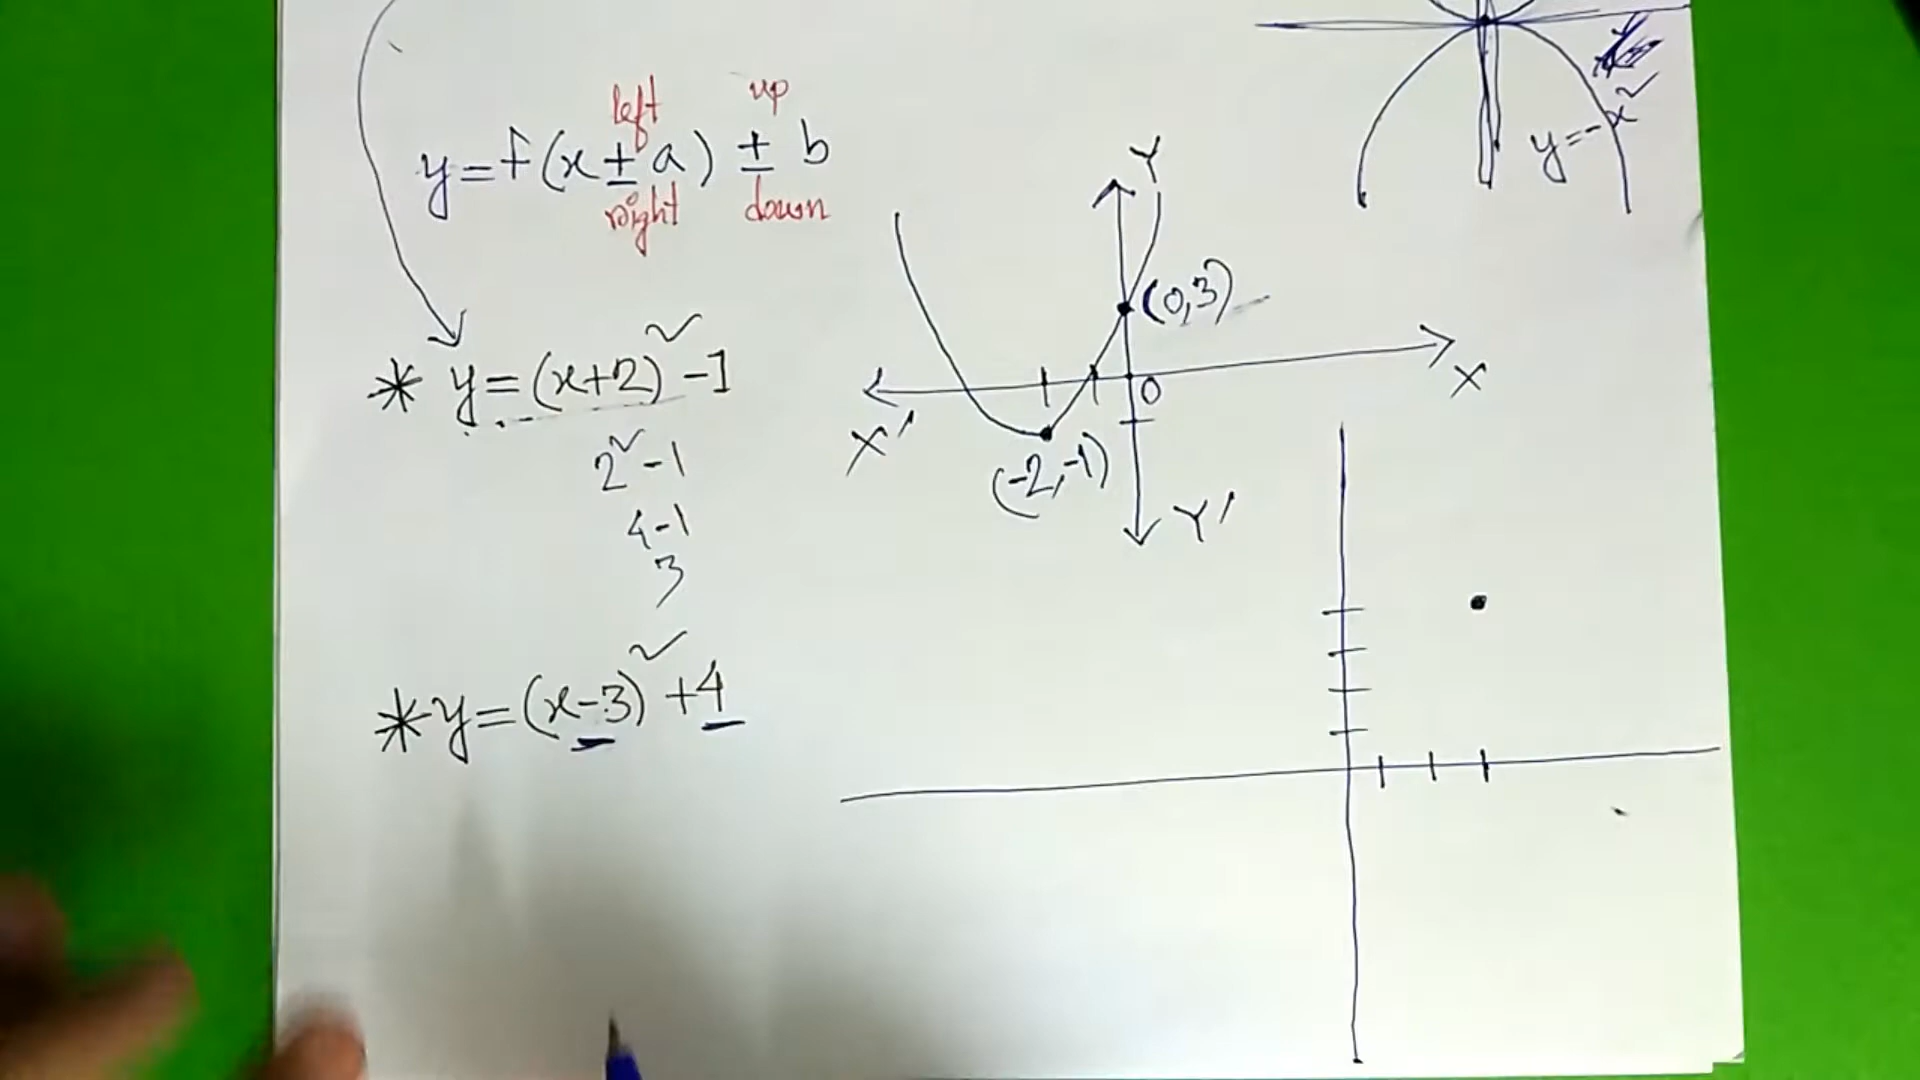 left up
y=f(x±a) ± b
right down
* y=(x+2)²-1
2²-1
4-1
3
*y=(x-3)²+4
y=-x²
Y
(0,3)
X
O
X'
(-2,-1)
Y'